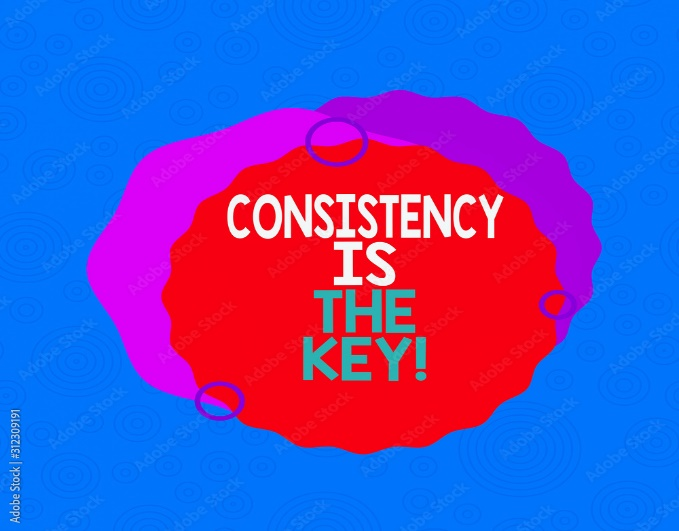 CONSISTENCY
IS
THE
KEY!
Adobe Stock | #312309191